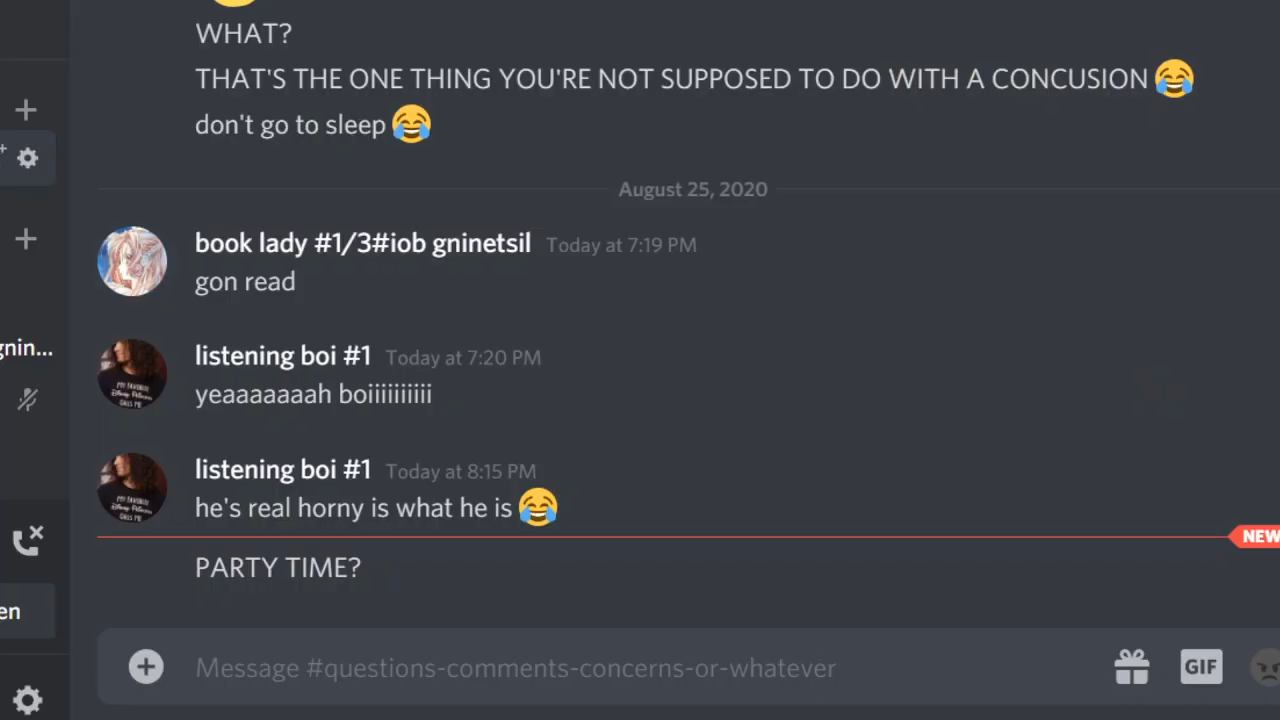 WHAT?
THAT'S THE ONE THING YOU'RE NOT SUPPOSED TO DO WITH A CONCUSION 😂
don't go to sleep 😂
August 25, 2020
book lady #1/3#iob gninetsil Today at 7:19 PM
gon read
gnin...
listening boi #1 Today at 7:20 PM
yeaaaaaaah boiiiiiiiiii
listening boi #1 Today at 8:15 PM
he's real horny is what he is 😂
NEW
PARTY TIME?
en
Message #questions-comments-concerns-or-whatever
GIF